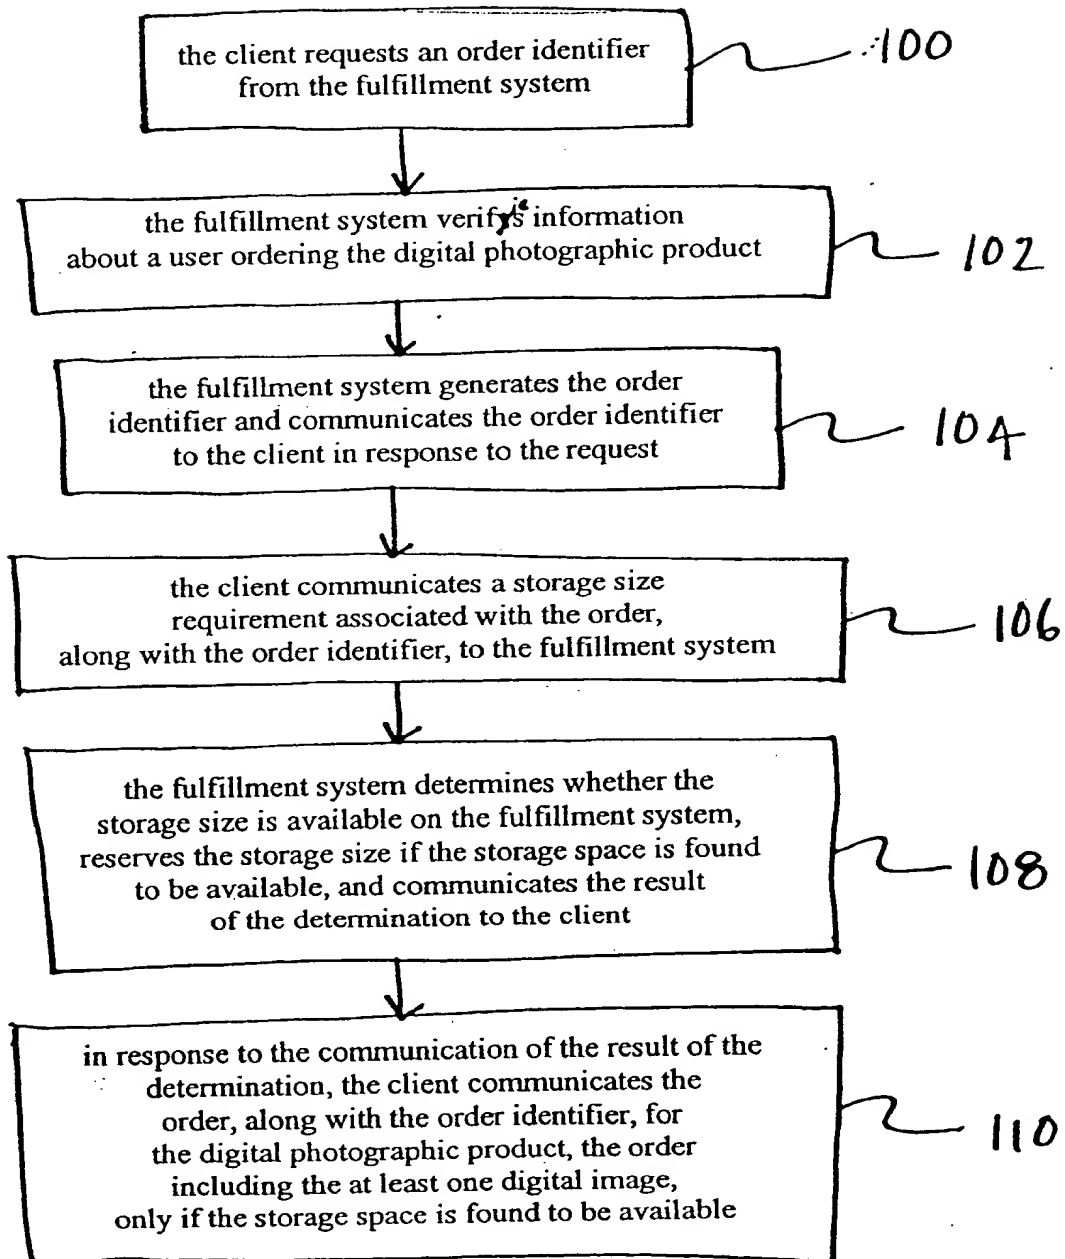 the client requests an order identifier
from the fulfillment system
100
the fulfillment system verifys information
about a user ordering the digital photographic product
102
the fulfillment system generates the order
identifier and communicates the order identifier
to the client in response to the request
104
the client communicates a storage size
requirement associated with the order,
along with the order identifier, to the fulfillment system
106
the fulfillment system determines whether the
storage size is available on the fulfillment system,
reserves the storage size if the storage space is found
to be available, and communicates the result
of the determination to the client
108
in response to the communication of the result of the
determination, the client communicates the
order, along with the order identifier, for
the digital photographic product, the order
including the at least one digital image,
only if the storage space is found to be available
110